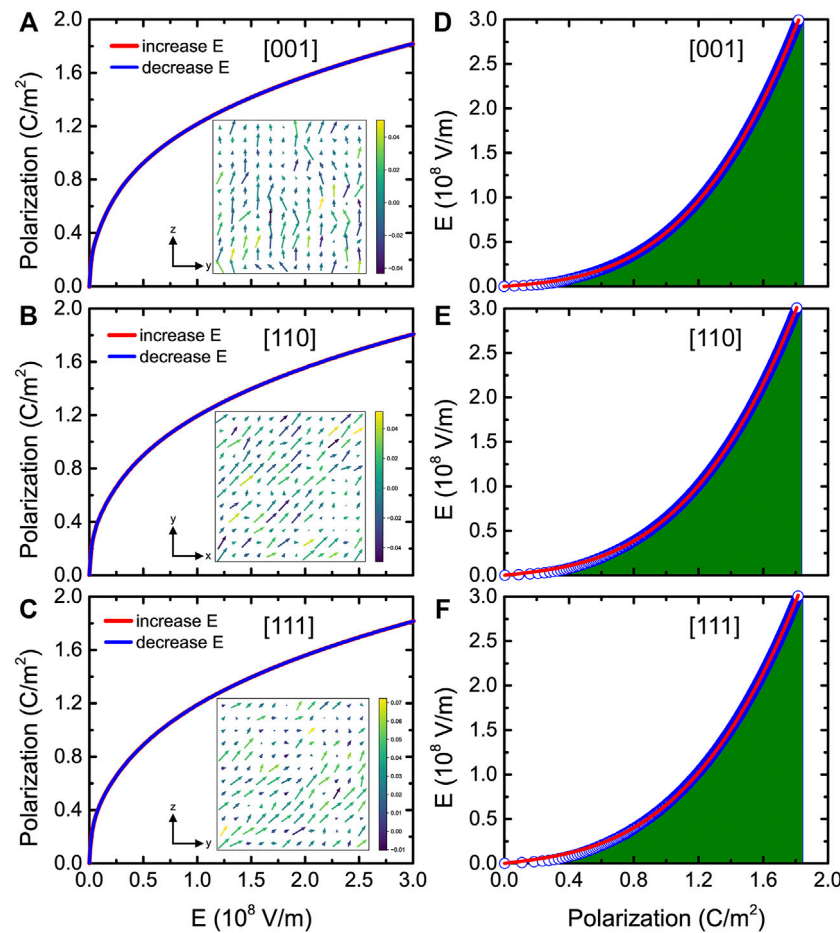 A
2.0
1.6
1.2
0.8
0.4
0.0
Polarization (C/m²)
increase E
decrease E
[001]
0.04
0.02
0.00
−0.02
−0.04
z
y
D
3.0
2.5
2.0
1.5
1.0
0.5
0.0
E (10⁸ V/m)
[001]
B
2.0
1.6
1.2
0.8
0.4
0.0
Polarization (C/m²)
increase E
decrease E
[110]
0.04
0.02
0.00
−0.02
−0.04
y
x
E
3.0
2.5
2.0
1.5
1.0
0.5
0.0
E (10⁸ V/m)
[110]
C
2.0
1.6
1.2
0.8
0.4
0.0
Polarization (C/m²)
increase E
decrease E
[111]
0.07
0.06
0.05
0.04
0.03
0.02
0.01
0.00
−0.01
z
y
0.0 0.5 1.0 1.5 2.0 2.5 3.0
E (10⁸ V/m)
F
3.0
2.5
2.0
1.5
1.0
0.5
0.0
E (10⁸ V/m)
[111]
0.0 0.4 0.8 1.2 1.6 2.0
Polarization (C/m²)